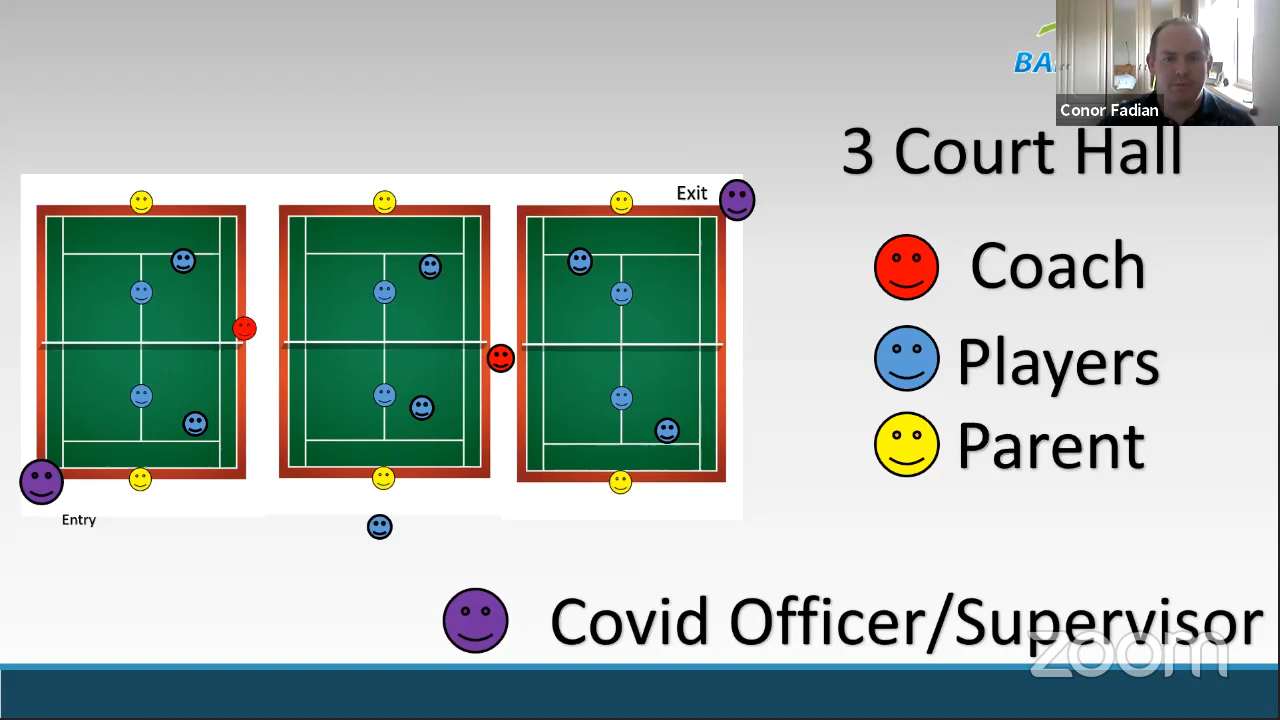 BA
Conor Fadian
3 Court Hall
Exit
Coach
Players
Parent
Entry
Covid Officer/Supervisor
zoom